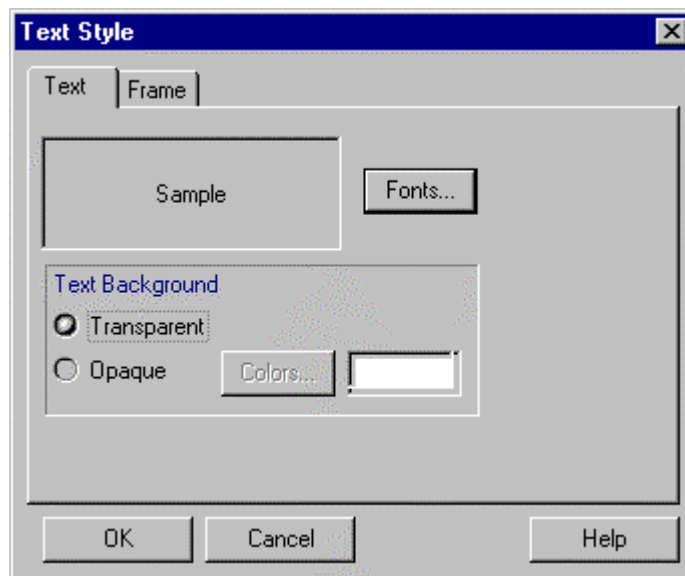 Text Style
Text Frame
Sample
Fonts...
Text Background
Transparent
Opaque Colors...
OK Cancel Help